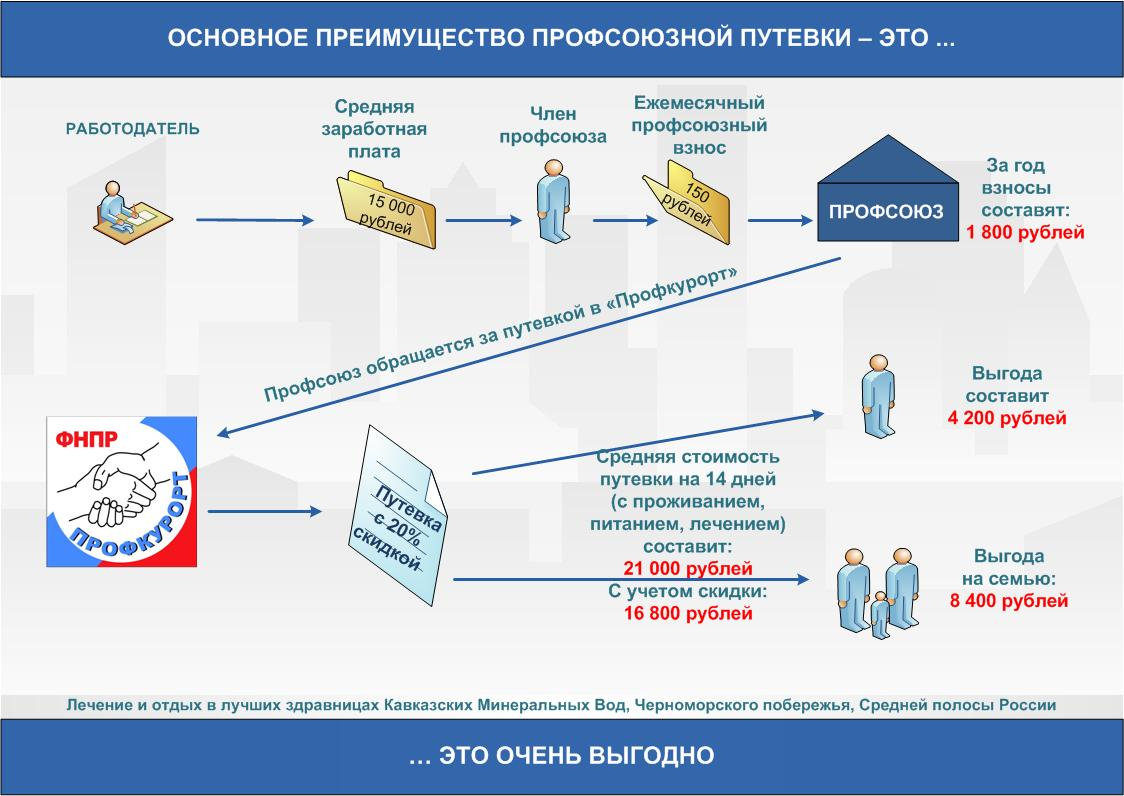 ОСНОВНОЕ ПРЕИМУЩЕСТВО ПРОФСОЮЗНОЙ ПУТЕВКИ – ЭТО ...
РАБОТОДАТЕЛЬ
Средняя
заработная
плата
15 000
рублей
Член
профсоюза
Ежемесячный
профсоюзный
взнос
150
рублей
ПРОФСОЮЗ
За год
взносы
составят:
1 800 рублей
Профсоюз обращается за путевкой в «Профкурорт»
ФНПР
ПРОФКУРОРТ
Путевка
с 20%
скидкой
Средняя стоимость
путевки на 14 дней
(с проживанием,
питанием, лечением)
составит:
21 000 рублей
С учетом скидки:
16 800 рублей
Выгода
составит
4 200 рублей
Выгода
на семью:
8 400 рублей
Лечение и отдых в лучших здравницах Кавказских Минеральных Вод, Черноморского побережья, Средней полосы России
... ЭТО ОЧЕНЬ ВЫГОДНО